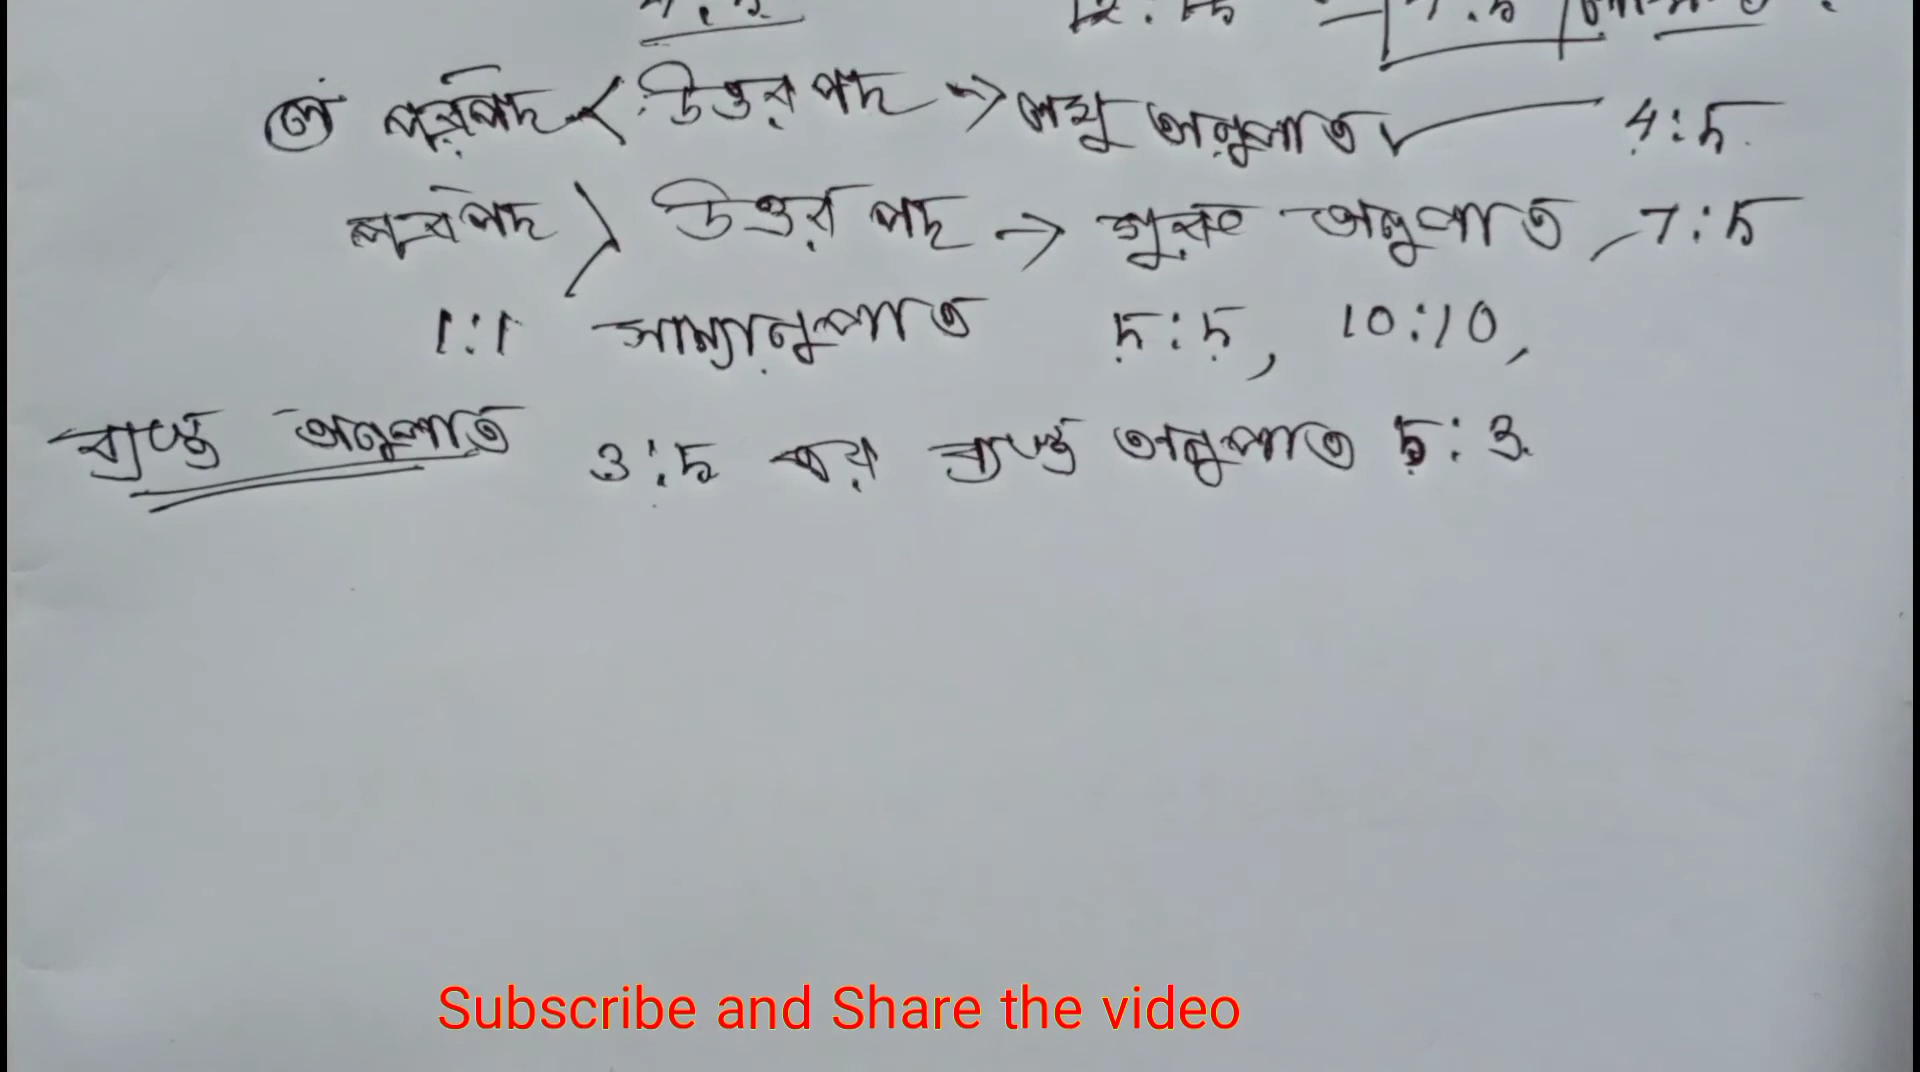 পূর্বপদ < উত্তর পদ → লঘু অনুপাত 4:5
পূর্বপদ > উত্তর পদ → গুরু অনুপাত, 7:5
1:1 সাম্যানুপাত 5:5, 10:10,
ব্যস্ত অনুপাত 3:5 এর ব্যস্ত অনুপাত 5:3
Subscribe and Share the video